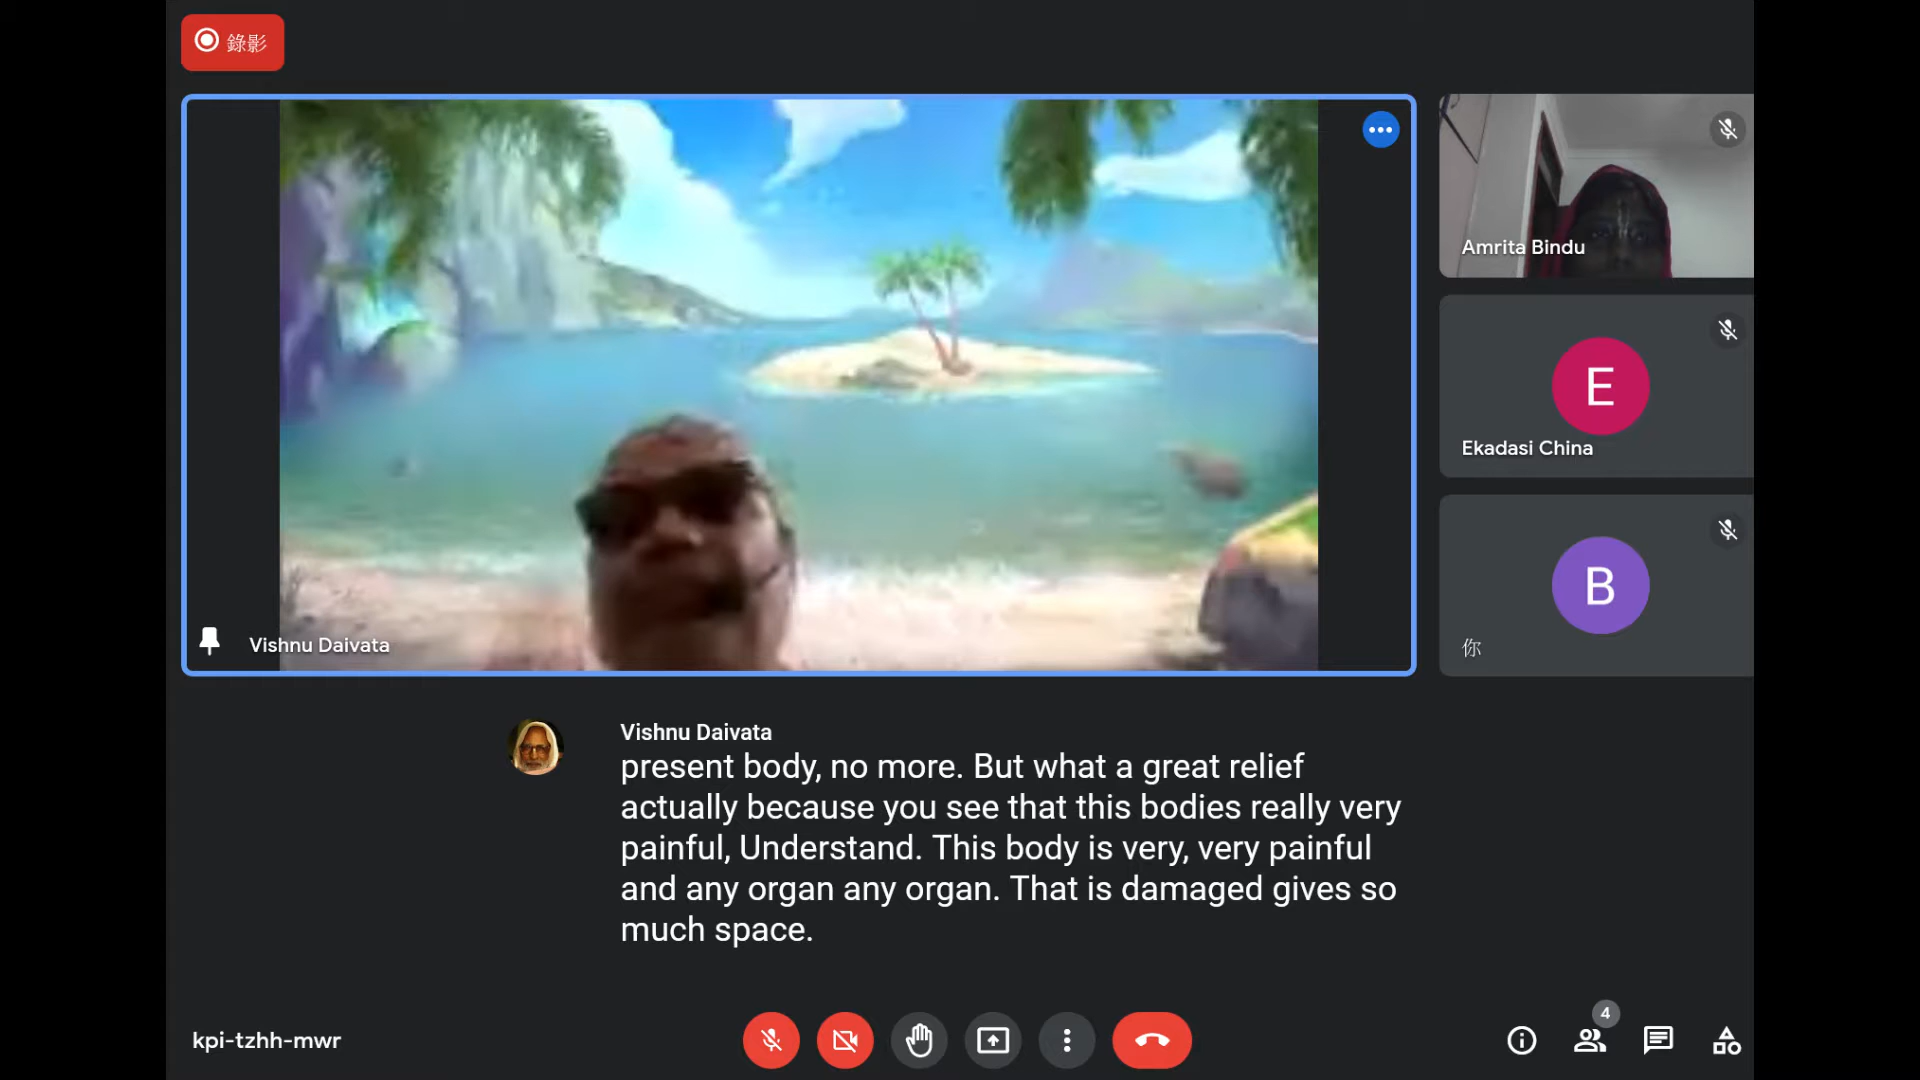 錄影
Amrita Bindu
E
Ekadasi China
B
你
Vishnu Daivata
Vishnu Daivata
present body, no more. But what a great relief
actually because you see that this bodies really very
painful, Understand. This body is very, very painful
and any organ any organ. That is damaged gives so
much space.
kpi-tzhh-mwr
4